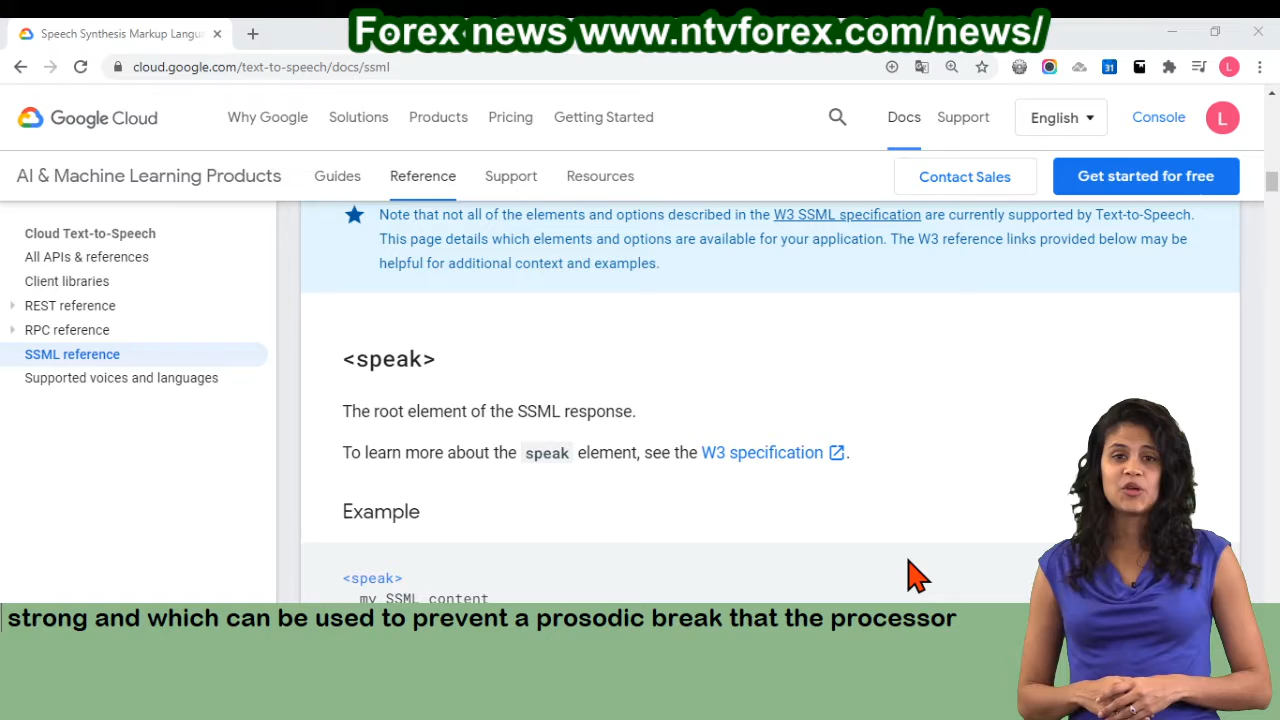 Forex news www.ntvforex.com/news/
Speech Synthesis Markup Langu
cloud.google.com/text-to-speech/docs/ssml
31
L
Google Cloud
Why Google
Solutions
Products
Pricing
Getting Started
Docs
Support
English
Console
L
AI & Machine Learning Products
Guides
Reference
Support
Resources
Contact Sales
Get started for free
Cloud Text-to-Speech
All APIs & references
Client libraries
REST reference
RPC reference
SSML reference
Supported voices and languages
Note that not all of the elements and options described in the W3 SSML specification are currently supported by Text-to-Speech.
This page details which elements and options are available for your application. The W3 reference links provided below may be
helpful for additional context and examples.
<speak>
The root element of the SSML response.
To learn more about the speak element, see the W3 specification.
Example
<speak>
my SSML content
strong and which can be used to prevent a prosodic break that the processor